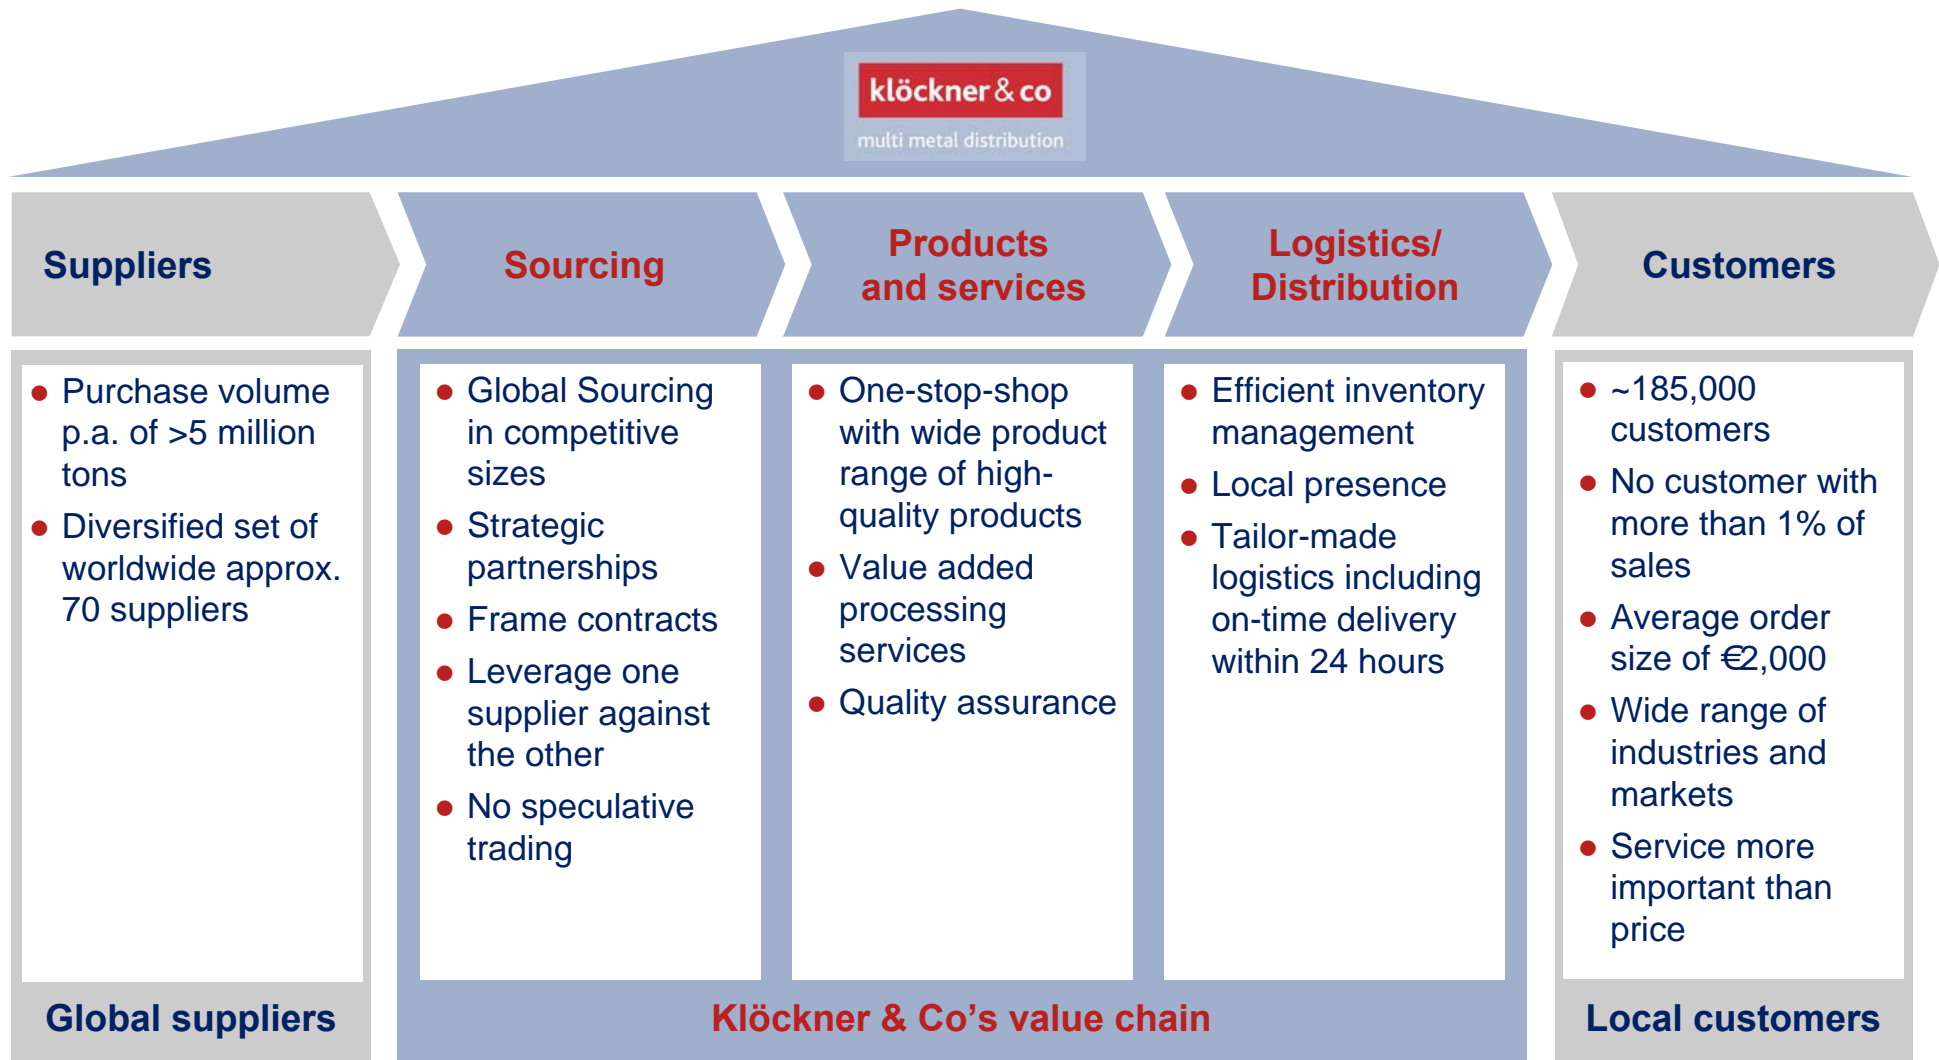 klöckner & co
multi metal distribution
Suppliers
Sourcing
Products
and services
Logistics/
Distribution
Customers
● Purchase volume
p.a. of >5 million
tons
● Diversified set of
worldwide approx.
70 suppliers
● Global Sourcing
in competitive
sizes
● Strategic
partnerships
● Frame contracts
● Leverage one
supplier against
the other
● No speculative
trading
● One-stop-shop
with wide product
range of high-
quality products
● Value added
processing
services
● Quality assurance
● Efficient inventory
management
● Local presence
● Tailor-made
logistics including
on-time delivery
within 24 hours
● ~185,000
customers
● No customer with
more than 1% of
sales
● Average order
size of €2,000
● Wide range of
industries and
markets
● Service more
important than
price
Global suppliers
Klöckner & Co’s value chain
Local customers